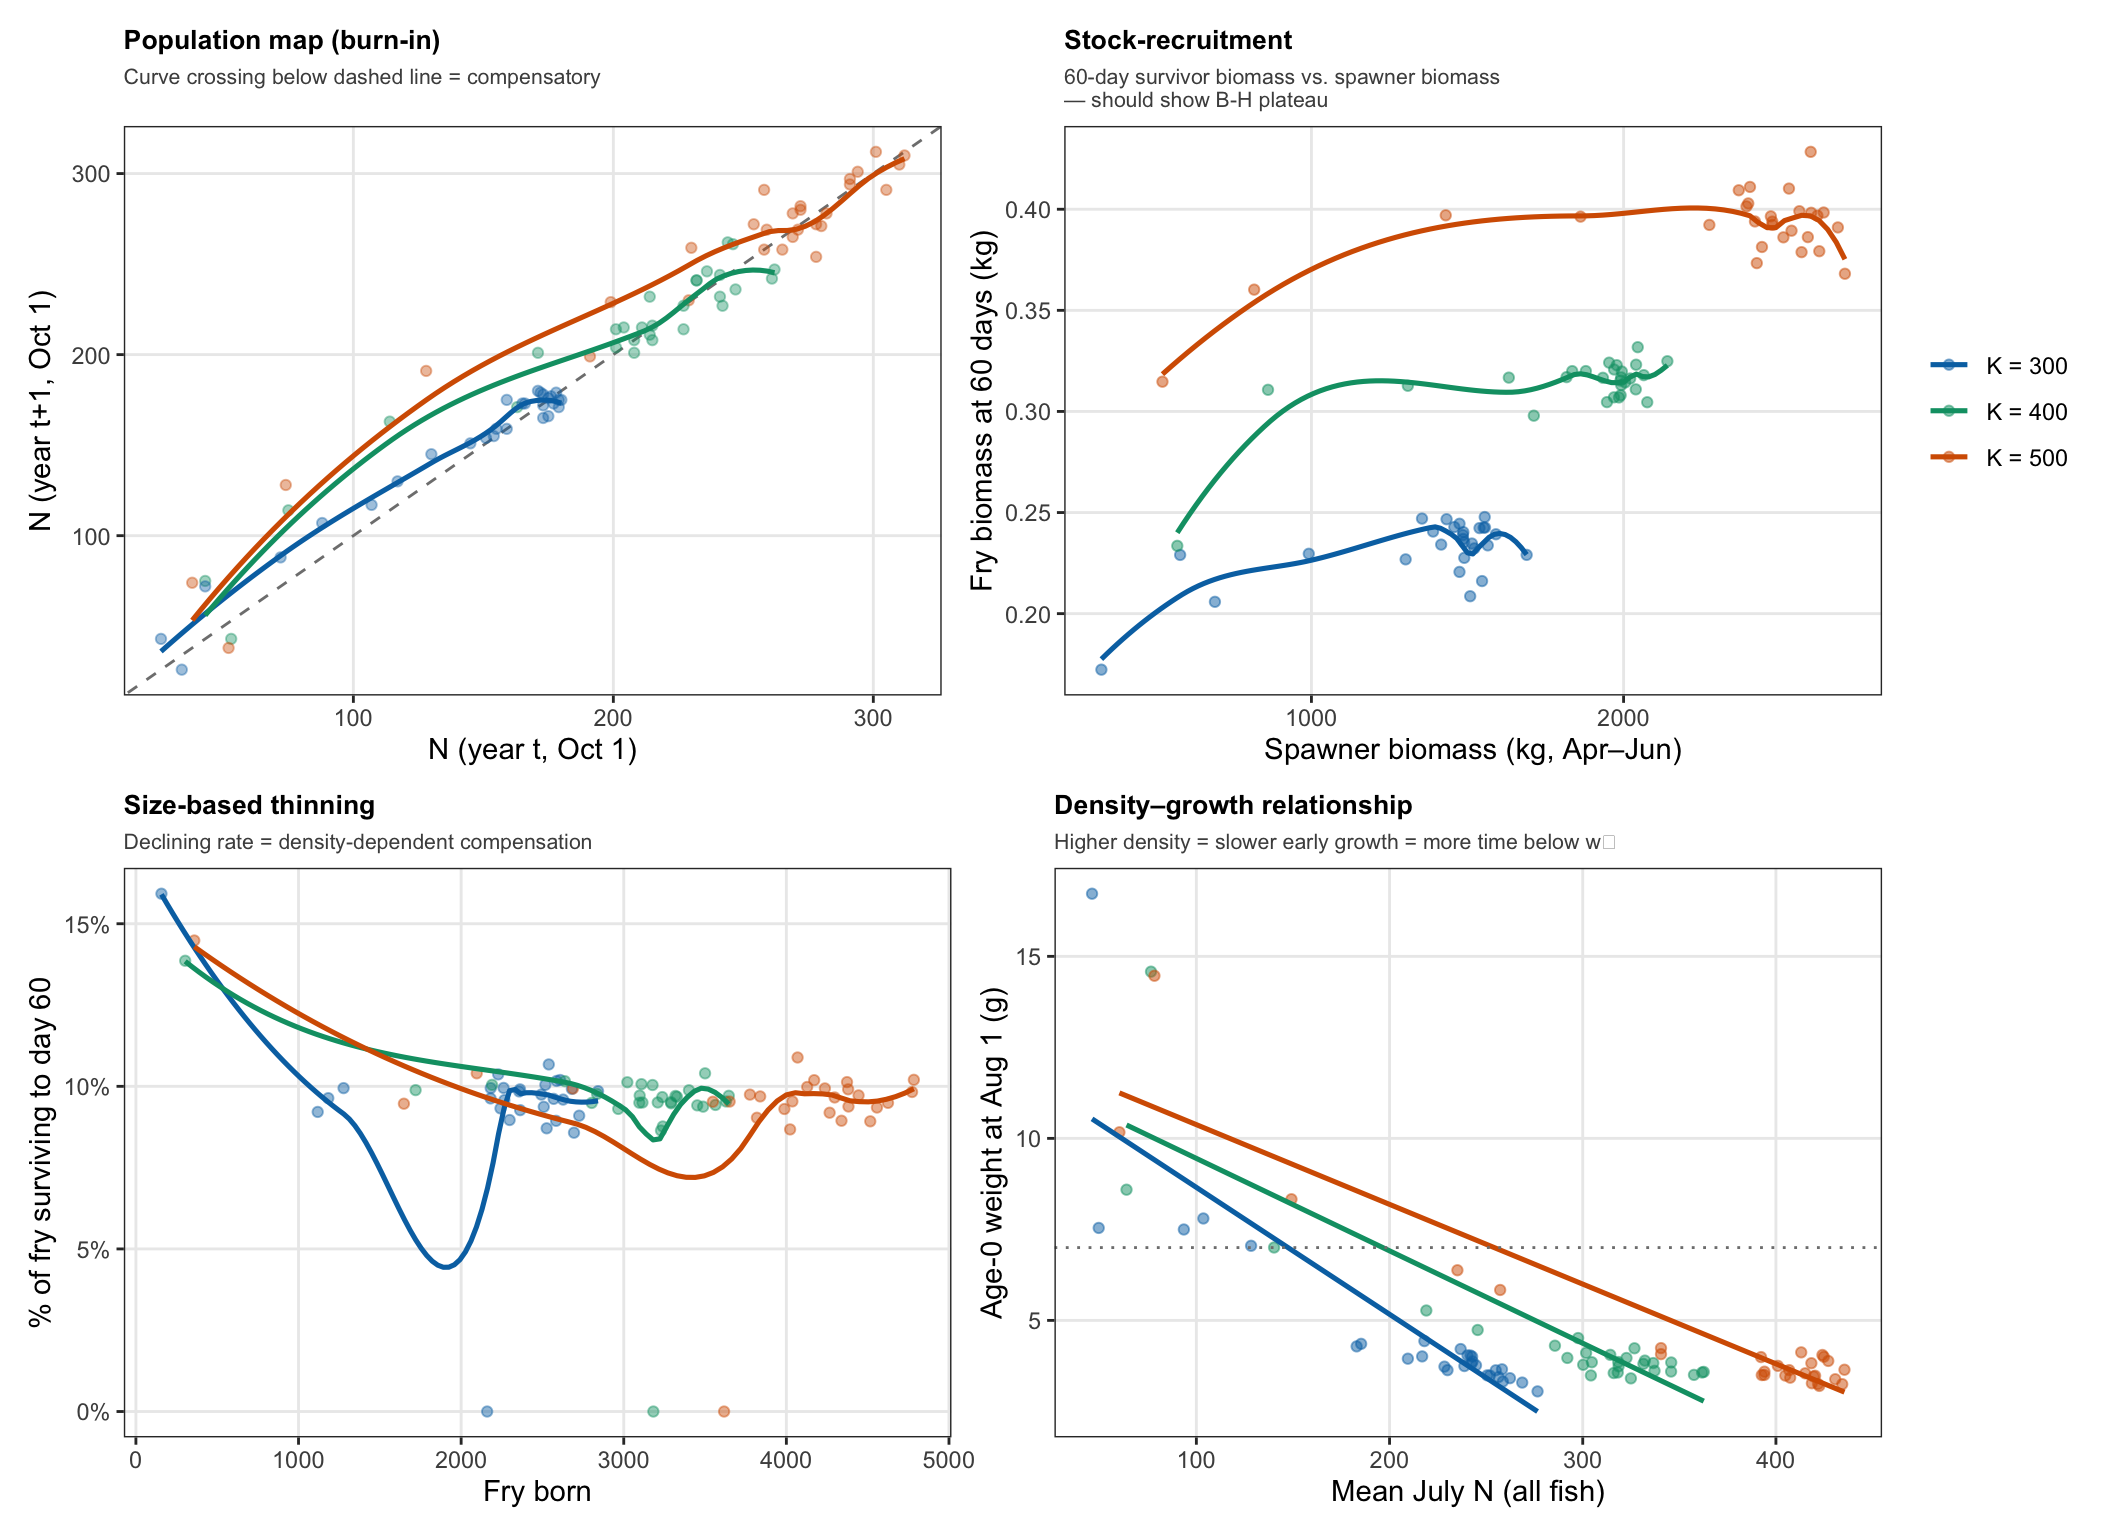 Population map (burn-in)
Curve crossing below dashed line = compensatory
300
200
100
100
200
300
N (year t+1, Oct 1)
N (year t, Oct 1)
Stock-recruitment
60-day survivor biomass vs. spawner biomass
— should show B-H plateau
0.40
0.35
0.30
0.25
0.20
1000
2000
Fry biomass at 60 days (kg)
Spawner biomass (kg, Apr–Jun)
K = 300
K = 400
K = 500
Size-based thinning
Declining rate = density-dependent compensation
15%
10%
5%
0%
0
1000
2000
3000
4000
5000
% of fry surviving to day 60
Fry born
Density–growth relationship
Higher density = slower early growth = more time below w□
15
10
5
100
200
300
400
Age-0 weight at Aug 1 (g)
Mean July N (all fish)